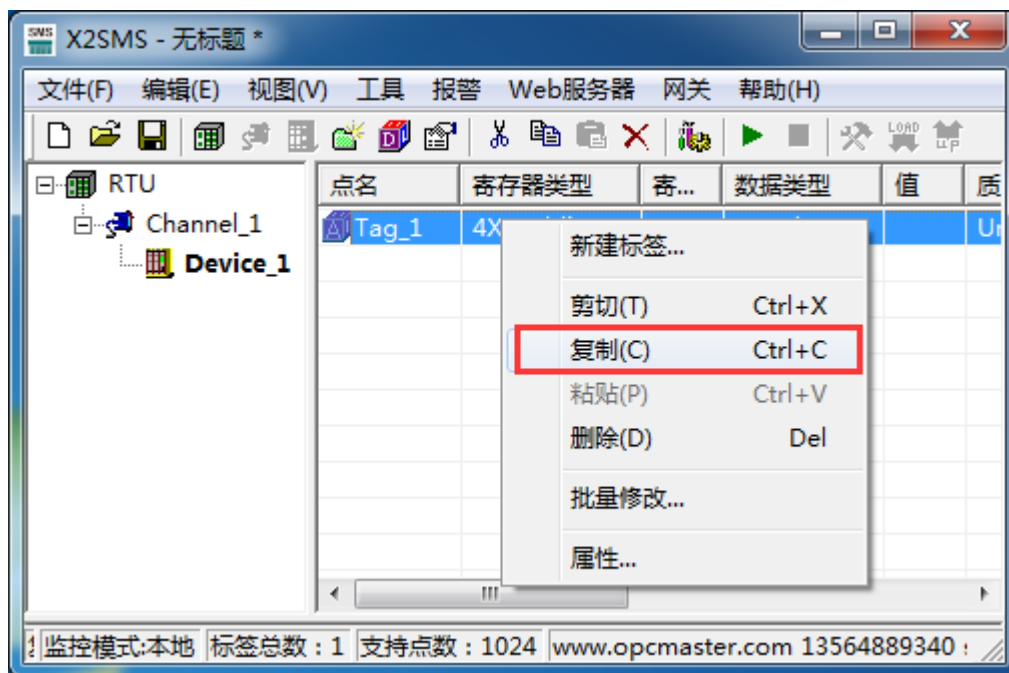 SMS X2SMS - 无标题 *
文件(F) 编辑(E) 视图(V) 工具 报警 Web服务器 网关 帮助(H)
LOAD
UP
RTU
Channel_1
Device_1
点名 寄存器类型 寄... 数据类型 值 质
Tag_1 4X
新建标签...
剪切(T) Ctrl+X
复制(C) Ctrl+C
粘贴(P) Ctrl+V
删除(D) Del
批量修改...
属性...
监控模式:本地 标签总数：1 支持点数：1024 www.opcmaster.com 13564889340